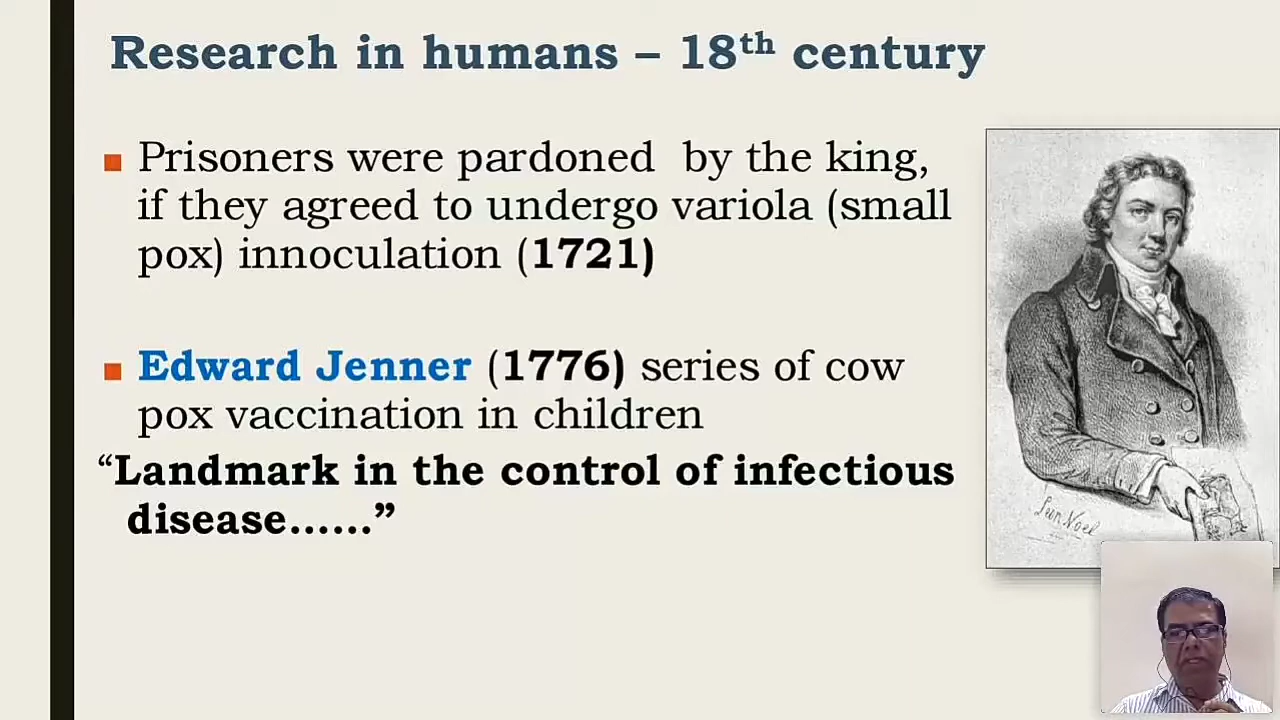 Research in humans – 18th century
■ Prisoners were pardoned by the king,
if they agreed to undergo variola (small
pox) innoculation (1721)
■ Edward Jenner (1776) series of cow
pox vaccination in children
“Landmark in the control of infectious
disease……”
Leon Noel